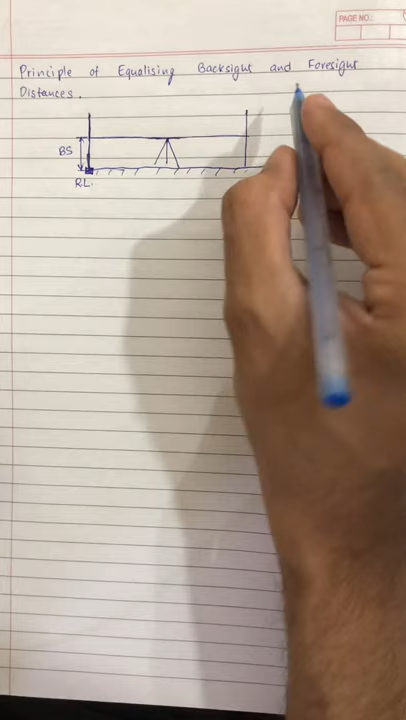 PAGE NO.:
Principle of Equalising Backsight and Foresight
Distances.
BS
RL.